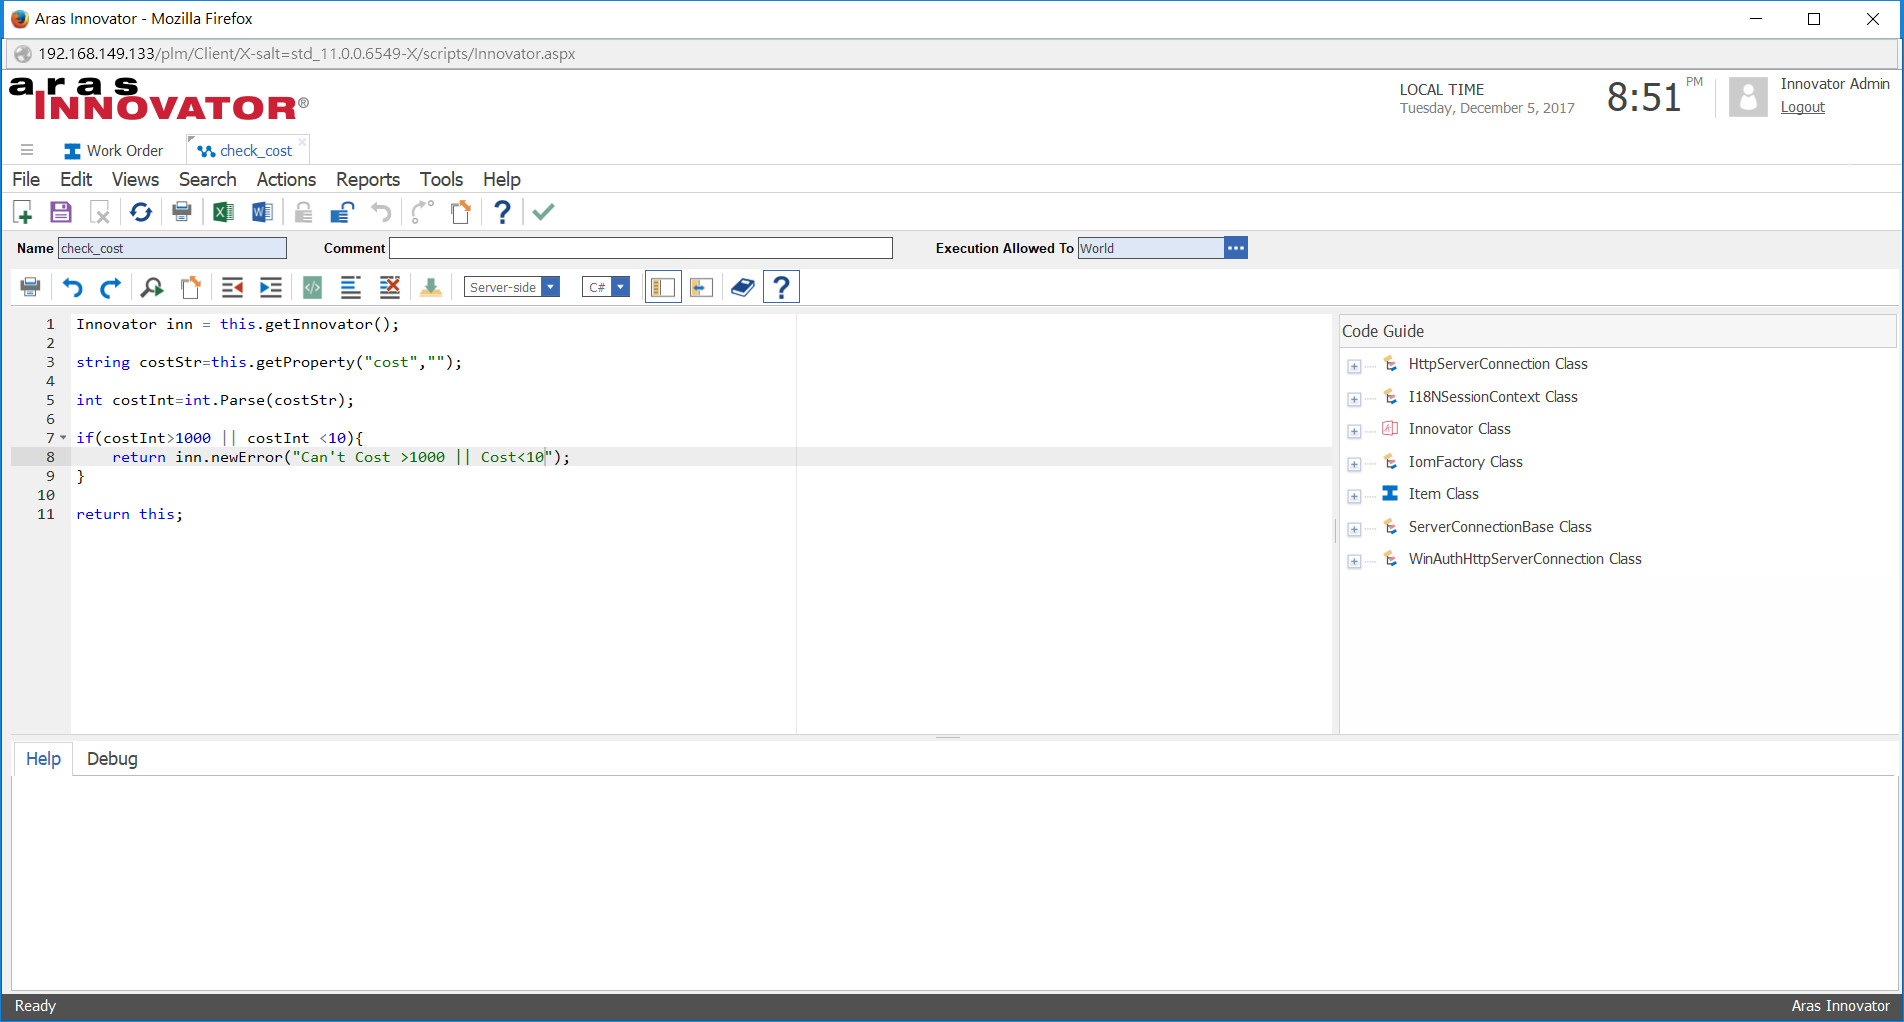 Aras Innovator - Mozilla Firefox
192.168.149.133/plm/Client/X-salt=std_11.0.0.6549-X/scripts/Innovator.aspx
aras
INNOVATOR®
LOCAL TIME
Tuesday, December 5, 2017
8:51 PM
Innovator Admin
Logout
Work Order
check_cost
File Edit Views Search Actions Reports Tools Help
Name check_cost Comment Execution Allowed To World
Server-side C#
1 Innovator inn = this.getInnovator();
2
3 string costStr=this.getProperty("cost","");
4
5 int costInt=int.Parse(costStr);
6
7 if(costInt>1000 || costInt <10){
8 return inn.newError("Can't Cost >1000 || Cost<10");
9 }
10
11 return this;
Code Guide
HttpServerConnection Class
I18NSessionContext Class
Innovator Class
IomFactory Class
Item Class
ServerConnectionBase Class
WinAuthHttpServerConnection Class
Help Debug
Ready Aras Innovator